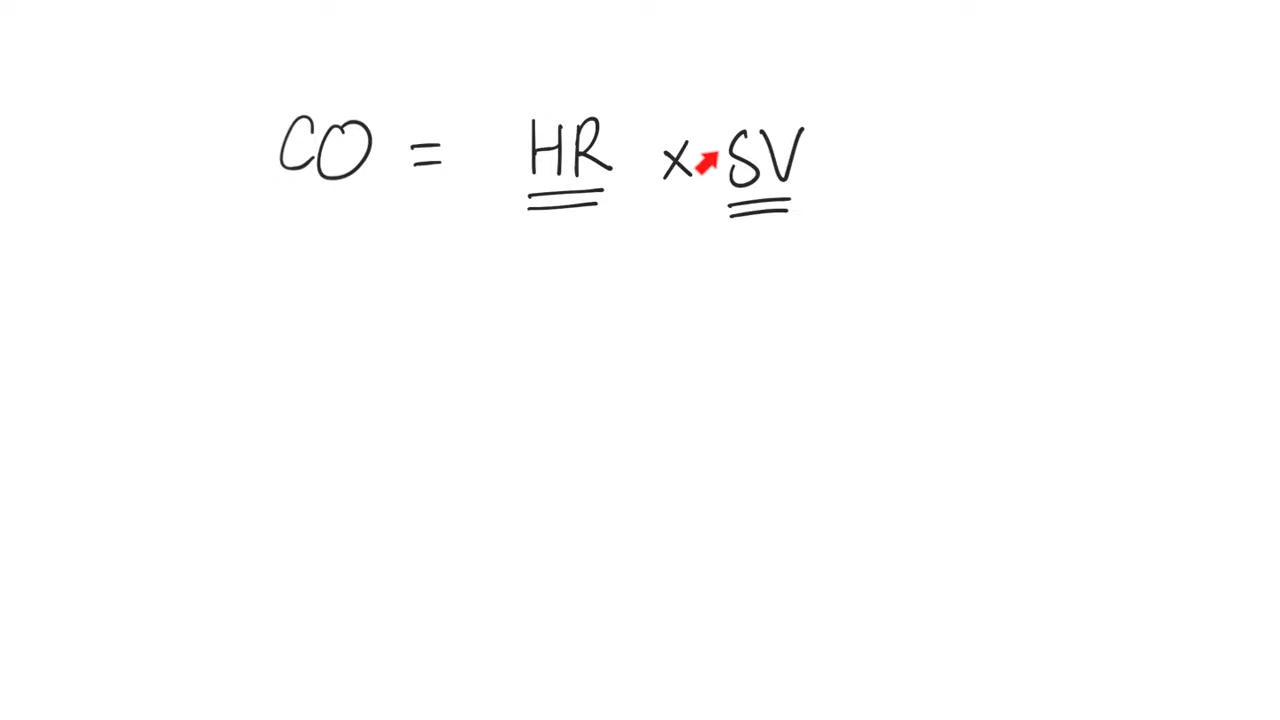 CO = HR x SV